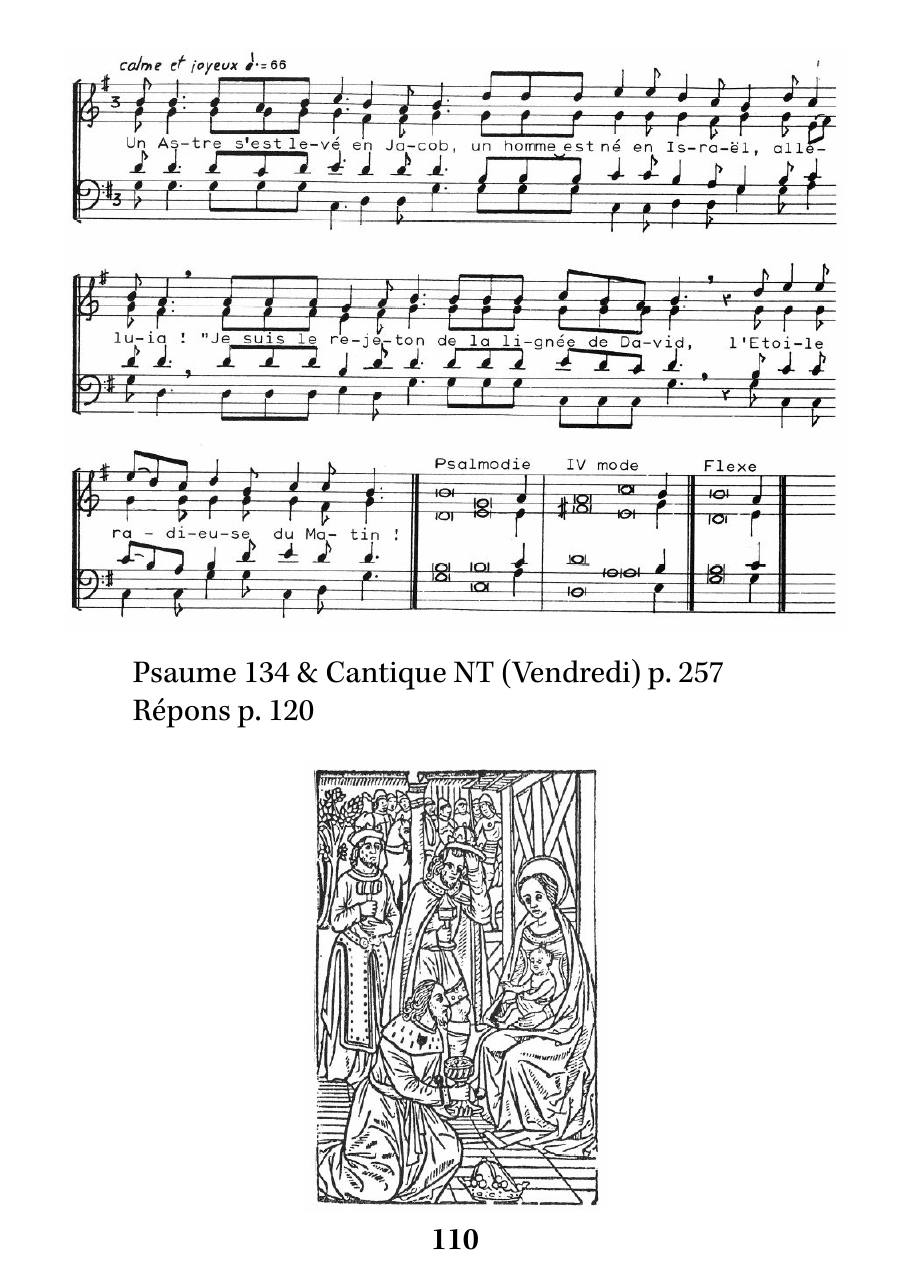 calme et joyeux ♩. = 66
Un As-tre s'est le-vé en Ja-cob, un homme est né en Is-ra-ël, allé-
lu-ia ! "Je suis le re-je-ton de la li-gnée de Da-vid, l'Etoi-le
Psalmodie IV mode Flexe
ra - di-eu-se du Ma- tin !
Psaume 134 & Cantique NT (Vendredi) p. 257
Répons p. 120
110